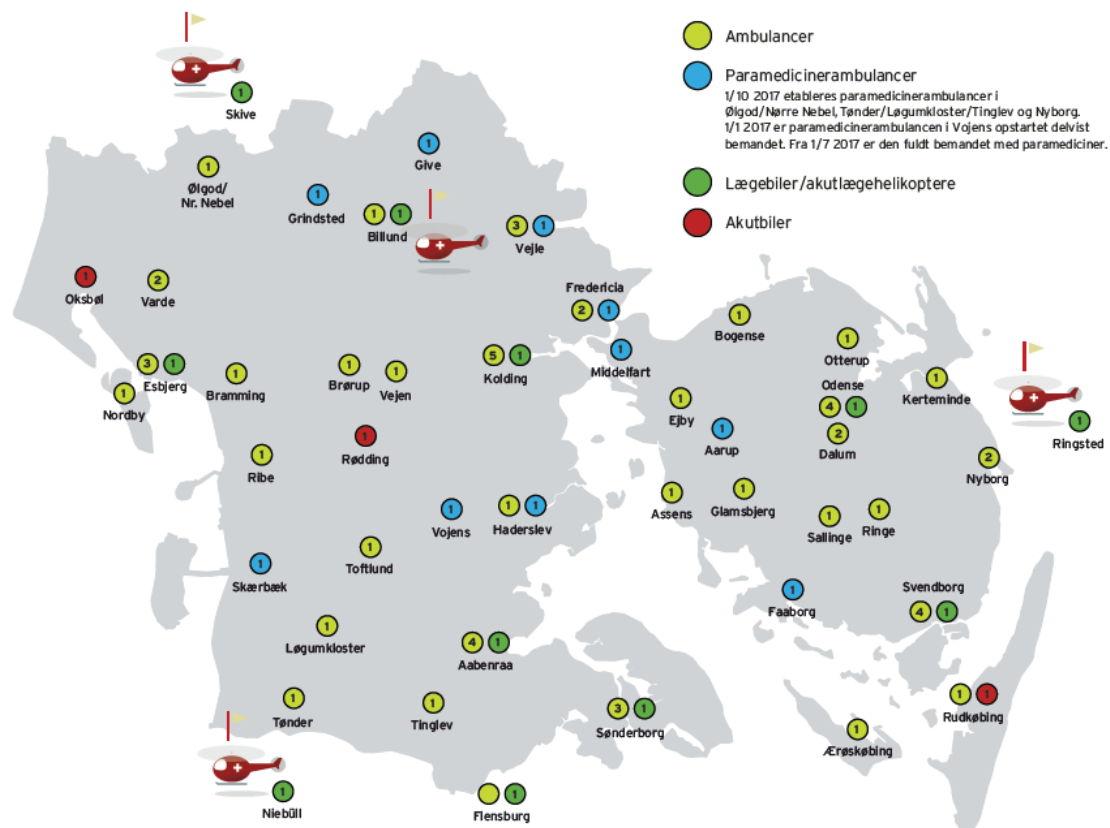 Ambulancer
Paramedicinerambulancer
1/10 2017 etableres paramedicinerambulancer i
Ølgod/Nørre Nebel, Tønder/Løgumkloster/Tinglev og Nyborg.
1/1 2017 er paramedicinerambulancen i Vojens opstartet delvist
bemandet. Fra 1/7 2017 er den fuldt bemandet med paramediciner.
Lægebiler/akutlægehelikoptere
Akutbiler
1
Skive
1
Ølgod/
Nr. Nebel
1
Give
1
Grindsted
1 1
Billund
3 1
Vejle
1
Oksbøl
2
Varde
Fredericia
2 1
1
Bogense
1
Otterup
3 1
Esbjerg
1
Nordby
1
Bramming
1
Brørup
1
Vejen
5 1
Kolding
1
Middelfart
1
Ejby
1
Aarup
Odense
4 1
2
Dalum
1
Kerteminde
1
Ringsted
2
Nyborg
1
Ribe
1
Rødding
1
Vojens
1 1
Haderslev
1
Assens
1
Glamsbjerg
1
Sallinge
1
Ringe
1
Skærbæk
1
Toftlund
1
Faaborg
Svendborg
4 1
1
Løgumkloster
4 1
Aabenraa
1
Tønder
1
Tinglev
3 1
Sønderborg
1
Ærøskøbing
1 1
Rudkøbing
1
Niebüll
1
Flensburg